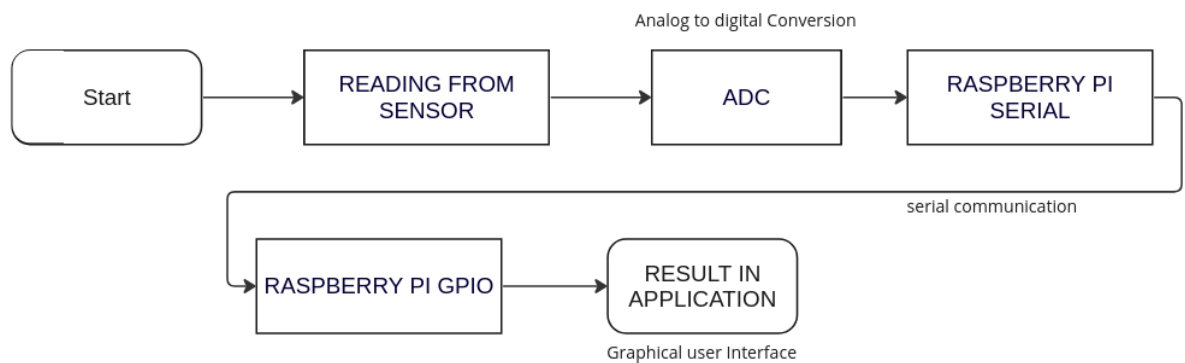 Analog to digital Conversion
Start
READING FROM
SENSOR
ADC
RASPBERRY PI
SERIAL
serial communication
RASPBERRY PI GPIO
RESULT IN
APPLICATION
Graphical user Interface